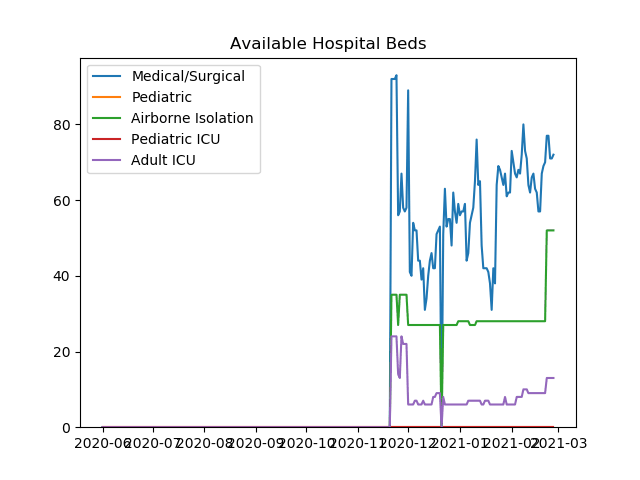 Available Hospital Beds
Medical/Surgical
Pediatric
Airborne Isolation
Pediatric ICU
Adult ICU
80
60
40
20
0
2020-06 2020-07 2020-08 2020-09 2020-10 2020-11 2020-12 2021-01 2021-02 2021-03